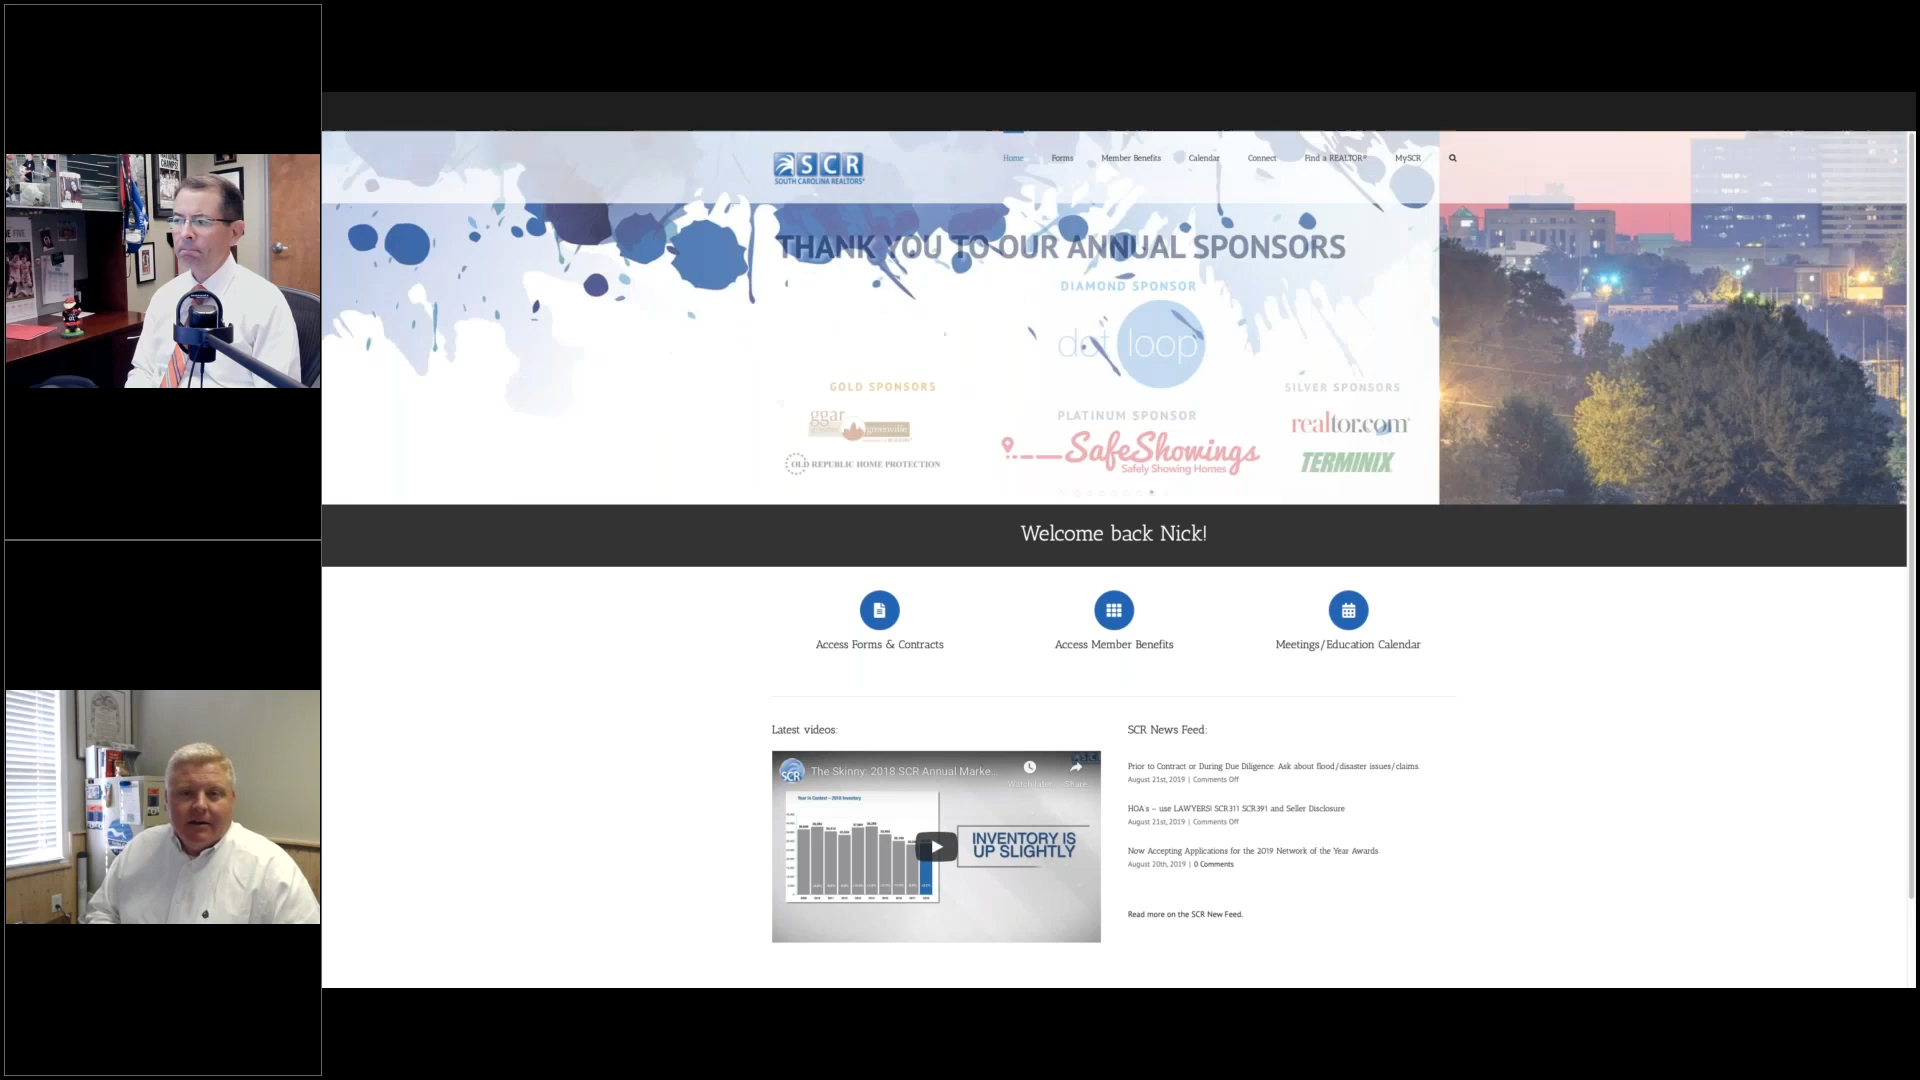 SCR
SOUTH CAROLINA REALTORS®
Home
Forms
Member Benefits
Calendar
Connect
Find a REALTOR®
MySCR
THANK YOU TO OUR ANNUAL SPONSORS
DIAMOND SPONSOR
dotloop
GOLD SPONSORS
SILVER SPONSORS
ggar
greenville
PLATINUM SPONSOR
realtor.com®
SafeShowings
Safely Showing Homes
OLD REPUBLIC HOME PROTECTION
TERMINIX
Welcome back Nick!
Access Forms & Contracts
Access Member Benefits
Meetings/Education Calendar
Latest videos:
SCR
The Skinny: 2018 SCR Annual Marke...
Watch Later
Share
Year in Context – 2018 Inventory
INVENTORY IS
UP SLIGHTLY
SCR News Feed:
Prior to Contract or During Due Diligence: Ask about flood/disaster issues/claims.
August 21st, 2019 | Comments Off
HOA's – use LAWYERS! SCR311 SCR391 and Seller Disclosure
August 21st, 2019 | Comments Off
Now Accepting Applications for the 2019 Network of the Year Awards
August 20th, 2019 | 0 Comments
Read more on the SCR New Feed.